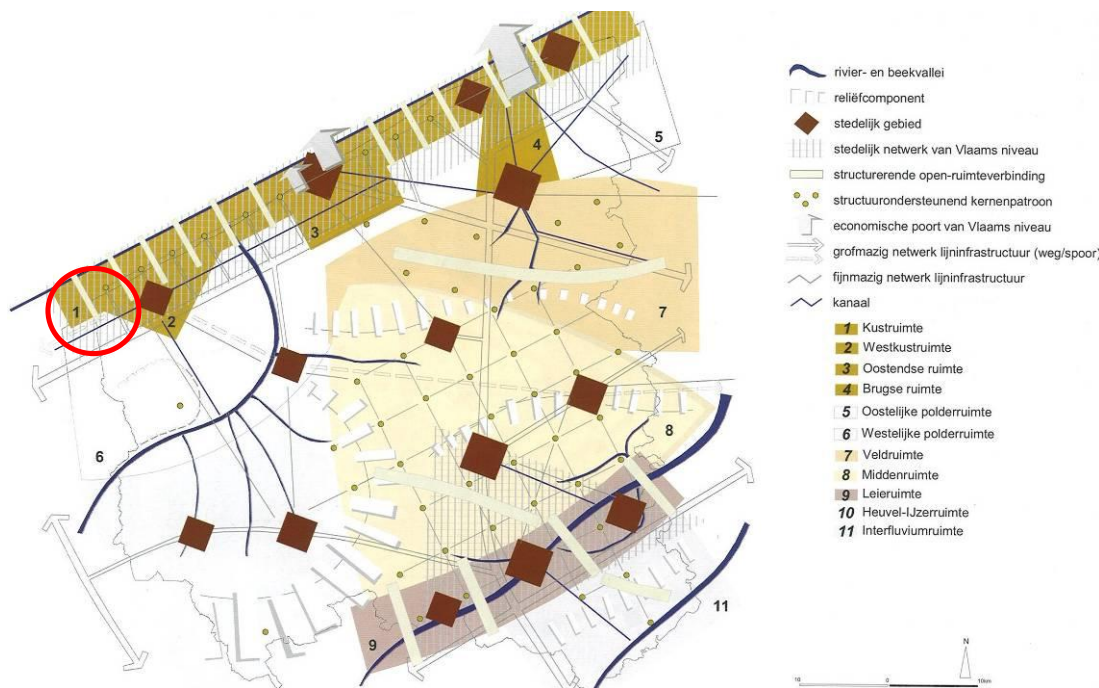 rivier- en beekvallei
reliëfcomponent
stedelijk gebied
stedelijk netwerk van Vlaams niveau
structurerende open-ruimteverbinding
structuurondersteunend kernenpatroon
economische poort van Vlaams niveau
grofmazig netwerk lijninfrastructuur (weg/spoor)
fijnmazig netwerk lijninfrastructuur
kanaal
1 Kustruimte
2 Westkustruimte
3 Oostendse ruimte
4 Brugse ruimte
5 Oostelijke polderruimte
6 Westelijke polderruimte
7 Veldruimte
8 Middenruimte
9 Leieruimte
10 Heuvel-IJzerruimte
11 Interfluviumruimte
5
4
3
1
2
7
8
6
11
9
N
10 0 10km